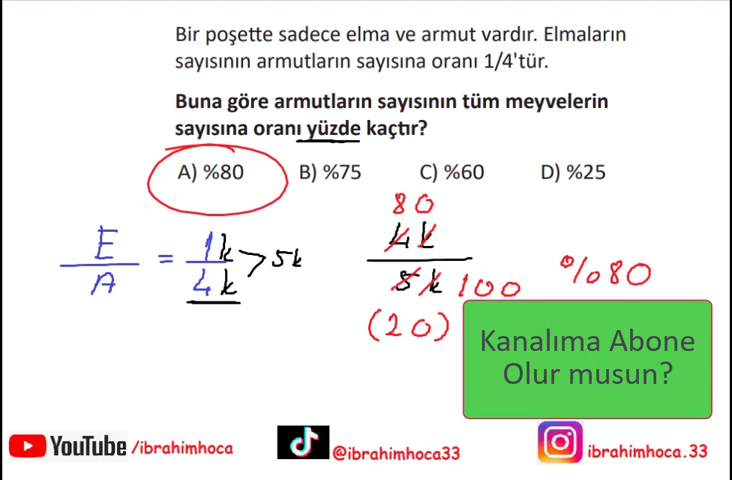 Bir poşette sadece elma ve armut vardır. Elmaların
sayısının armutların sayısına oranı 1/4'tür.
Buna göre armutların sayısının tüm meyvelerin
sayısına oranı yüzde kaçtır?
A) %80 B) %75 C) %60 D) %25
80
E = 1k 5k 4k
A 4k 5k 100 %80
(20)
Kanalıma Abone
Olur musun?
YouTube /ibrahimhoca @ibrahimhoca33 ibrahimhoca.33